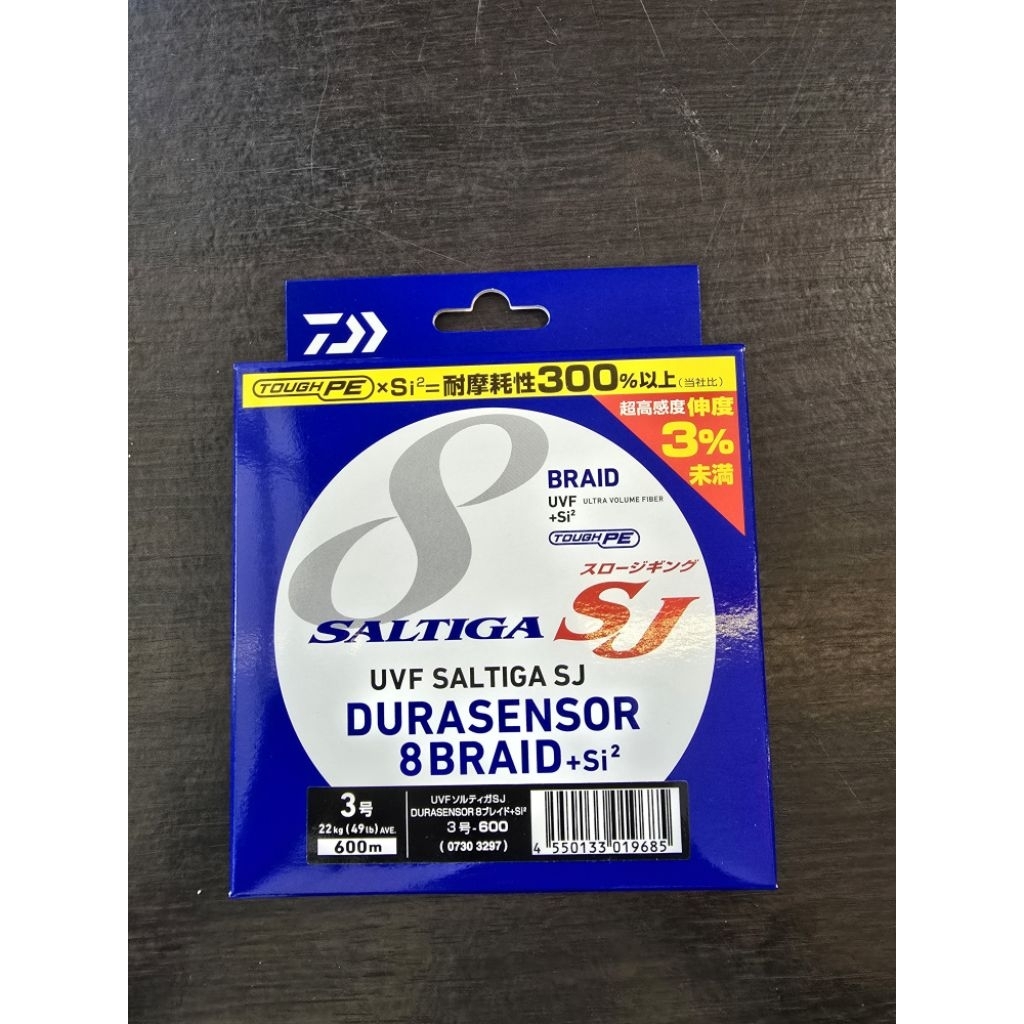 TOUGH PE ×Si²=耐摩耗性300%以上(当社比)
超高感度 伸度
3%
未満
8
BRAID
UVF ULTRA VOLUME FIBER
+Si²
TOUGH PE
スロージギング
SALTIGA SJ
UVF SALTIGA SJ
DURASENSOR
8BRAID+Si²
3号
22kg(49lb)AVE.
600m
UVFソルティガSJ
DURASENSOR 8ブレイド+Si²
3号-600
(0730 3297)
4 550133 019685